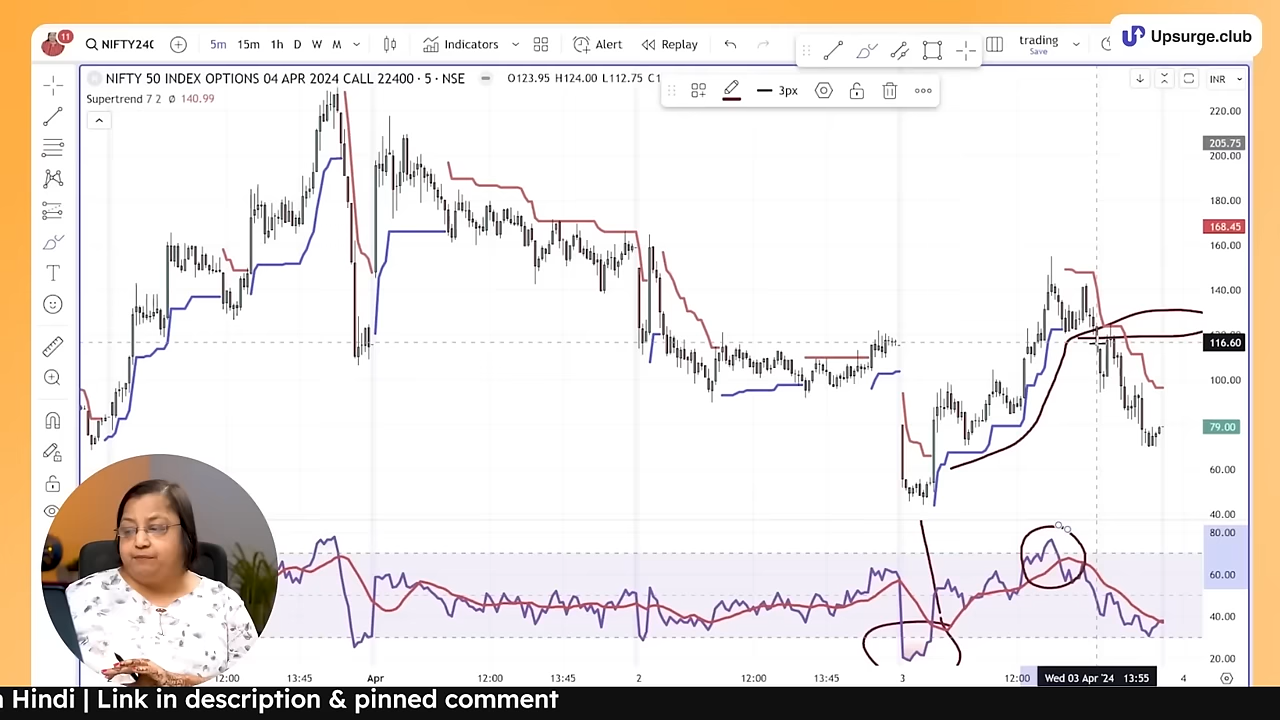 Upsurge.club
11
NIFTY24
5m 15m 1h D W M
Indicators
Alert
Replay
trading
Save
NIFTY 50 INDEX OPTIONS 04 APR 2024 CALL 22400 · 5 · NSE
O123.95 H124.00 L112.75 C1
3px
INR
Supertrend 7 2 ø 140.99
220.00
205.75
200.00
180.00
168.45
160.00
140.00
116.60
100.00
79.00
60.00
40.00
80.00
60.00
40.00
20.00
12:00 13:45 Apr 12:00 13:45 2 12:00 13:45 3 12:00 Wed 03 Apr '24 13:55 4
Hindi | Link in description & pinned comment